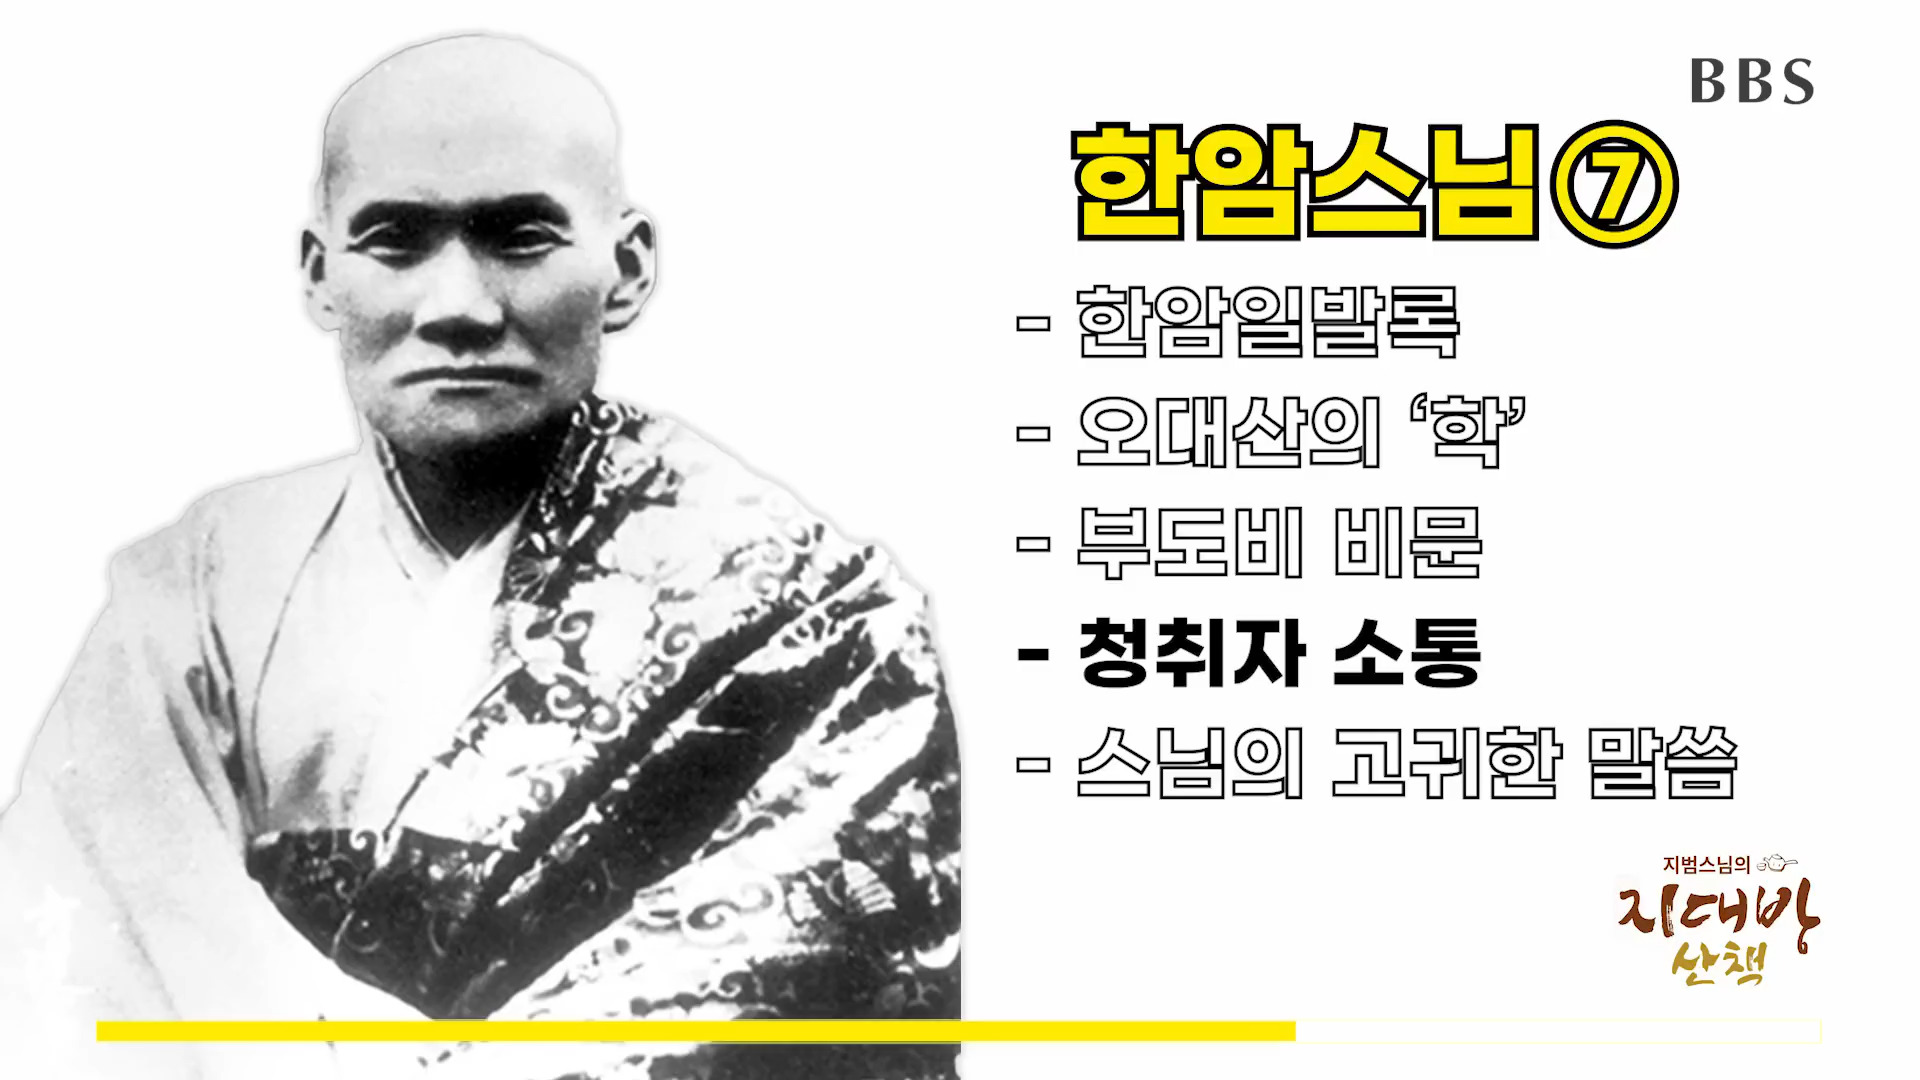 BBS
한암스님⑦
- 한암일발록
- 오대산의 ‘학’
- 부도비 비문
- 청취자 소통
- 스님의 고귀한 말씀
지범스님의
지대방
산책